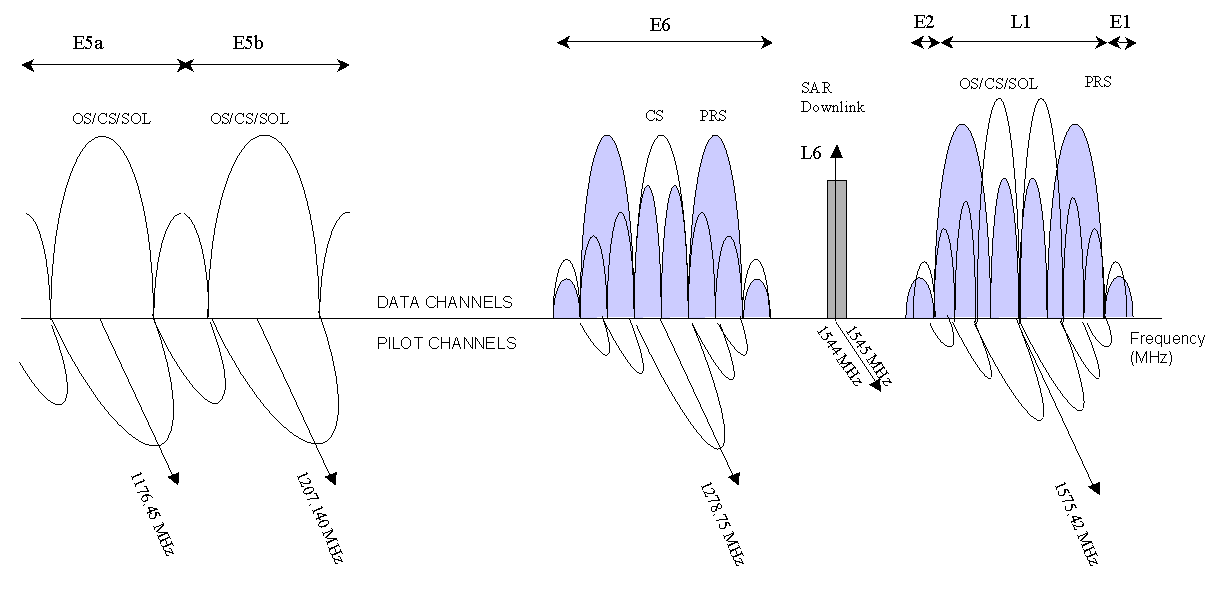 E5a
E5b
E6
E2
L1
E1
OS/CS/SOL
OS/CS/SOL
CS
PRS
SAR
Downlink
L6
OS/CS/SOL
PRS
DATA CHANNELS
PILOT CHANNELS
Frequency
(MHz)
1544 MHz
1545 MHz
1176.45 MHz
1207.140 MHz
1278.75 MHz
1575.42 MHz